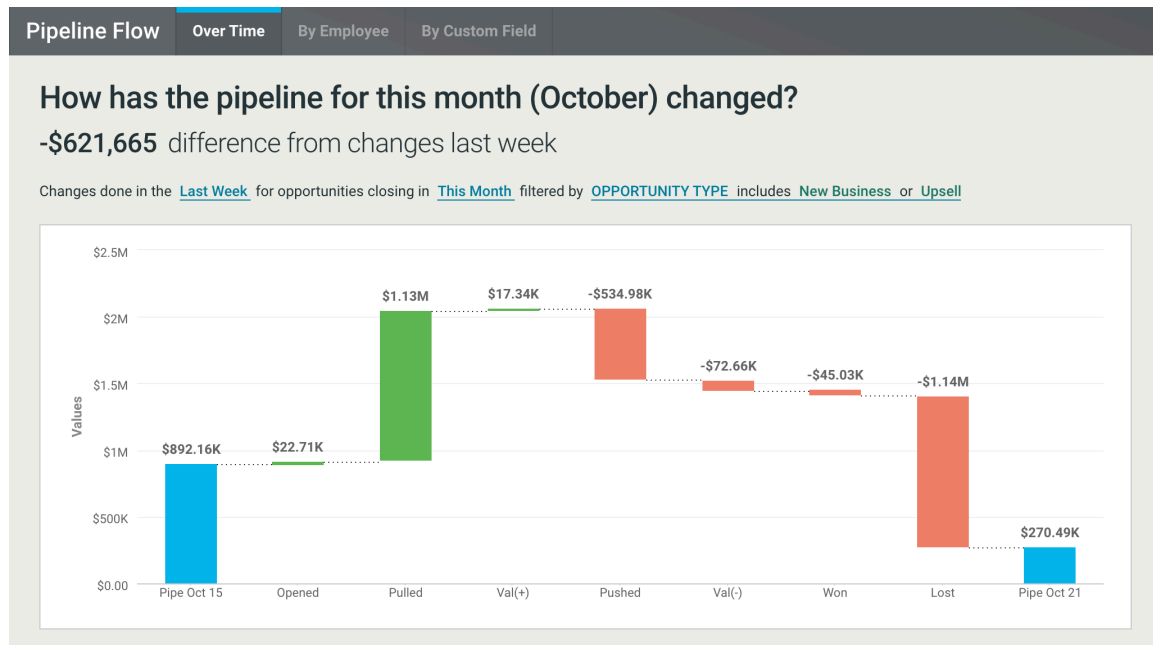 Pipeline Flow Over Time By Employee By Custom Field
How has the pipeline for this month (October) changed?
-$621,665 difference from changes last week
Changes done in the Last Week for opportunities closing in This Month filtered by OPPORTUNITY TYPE includes New Business or Upsell
$2.5M
$2M
$1.5M
$1M
$500K
$0.00
Values
$892.16K
$22.71K
$1.13M
$17.34K
-$534.98K
-$72.66K
-$45.03K
-$1.14M
$270.49K
Pipe Oct 15 Opened Pulled Val(+) Pushed Val(-) Won Lost Pipe Oct 21